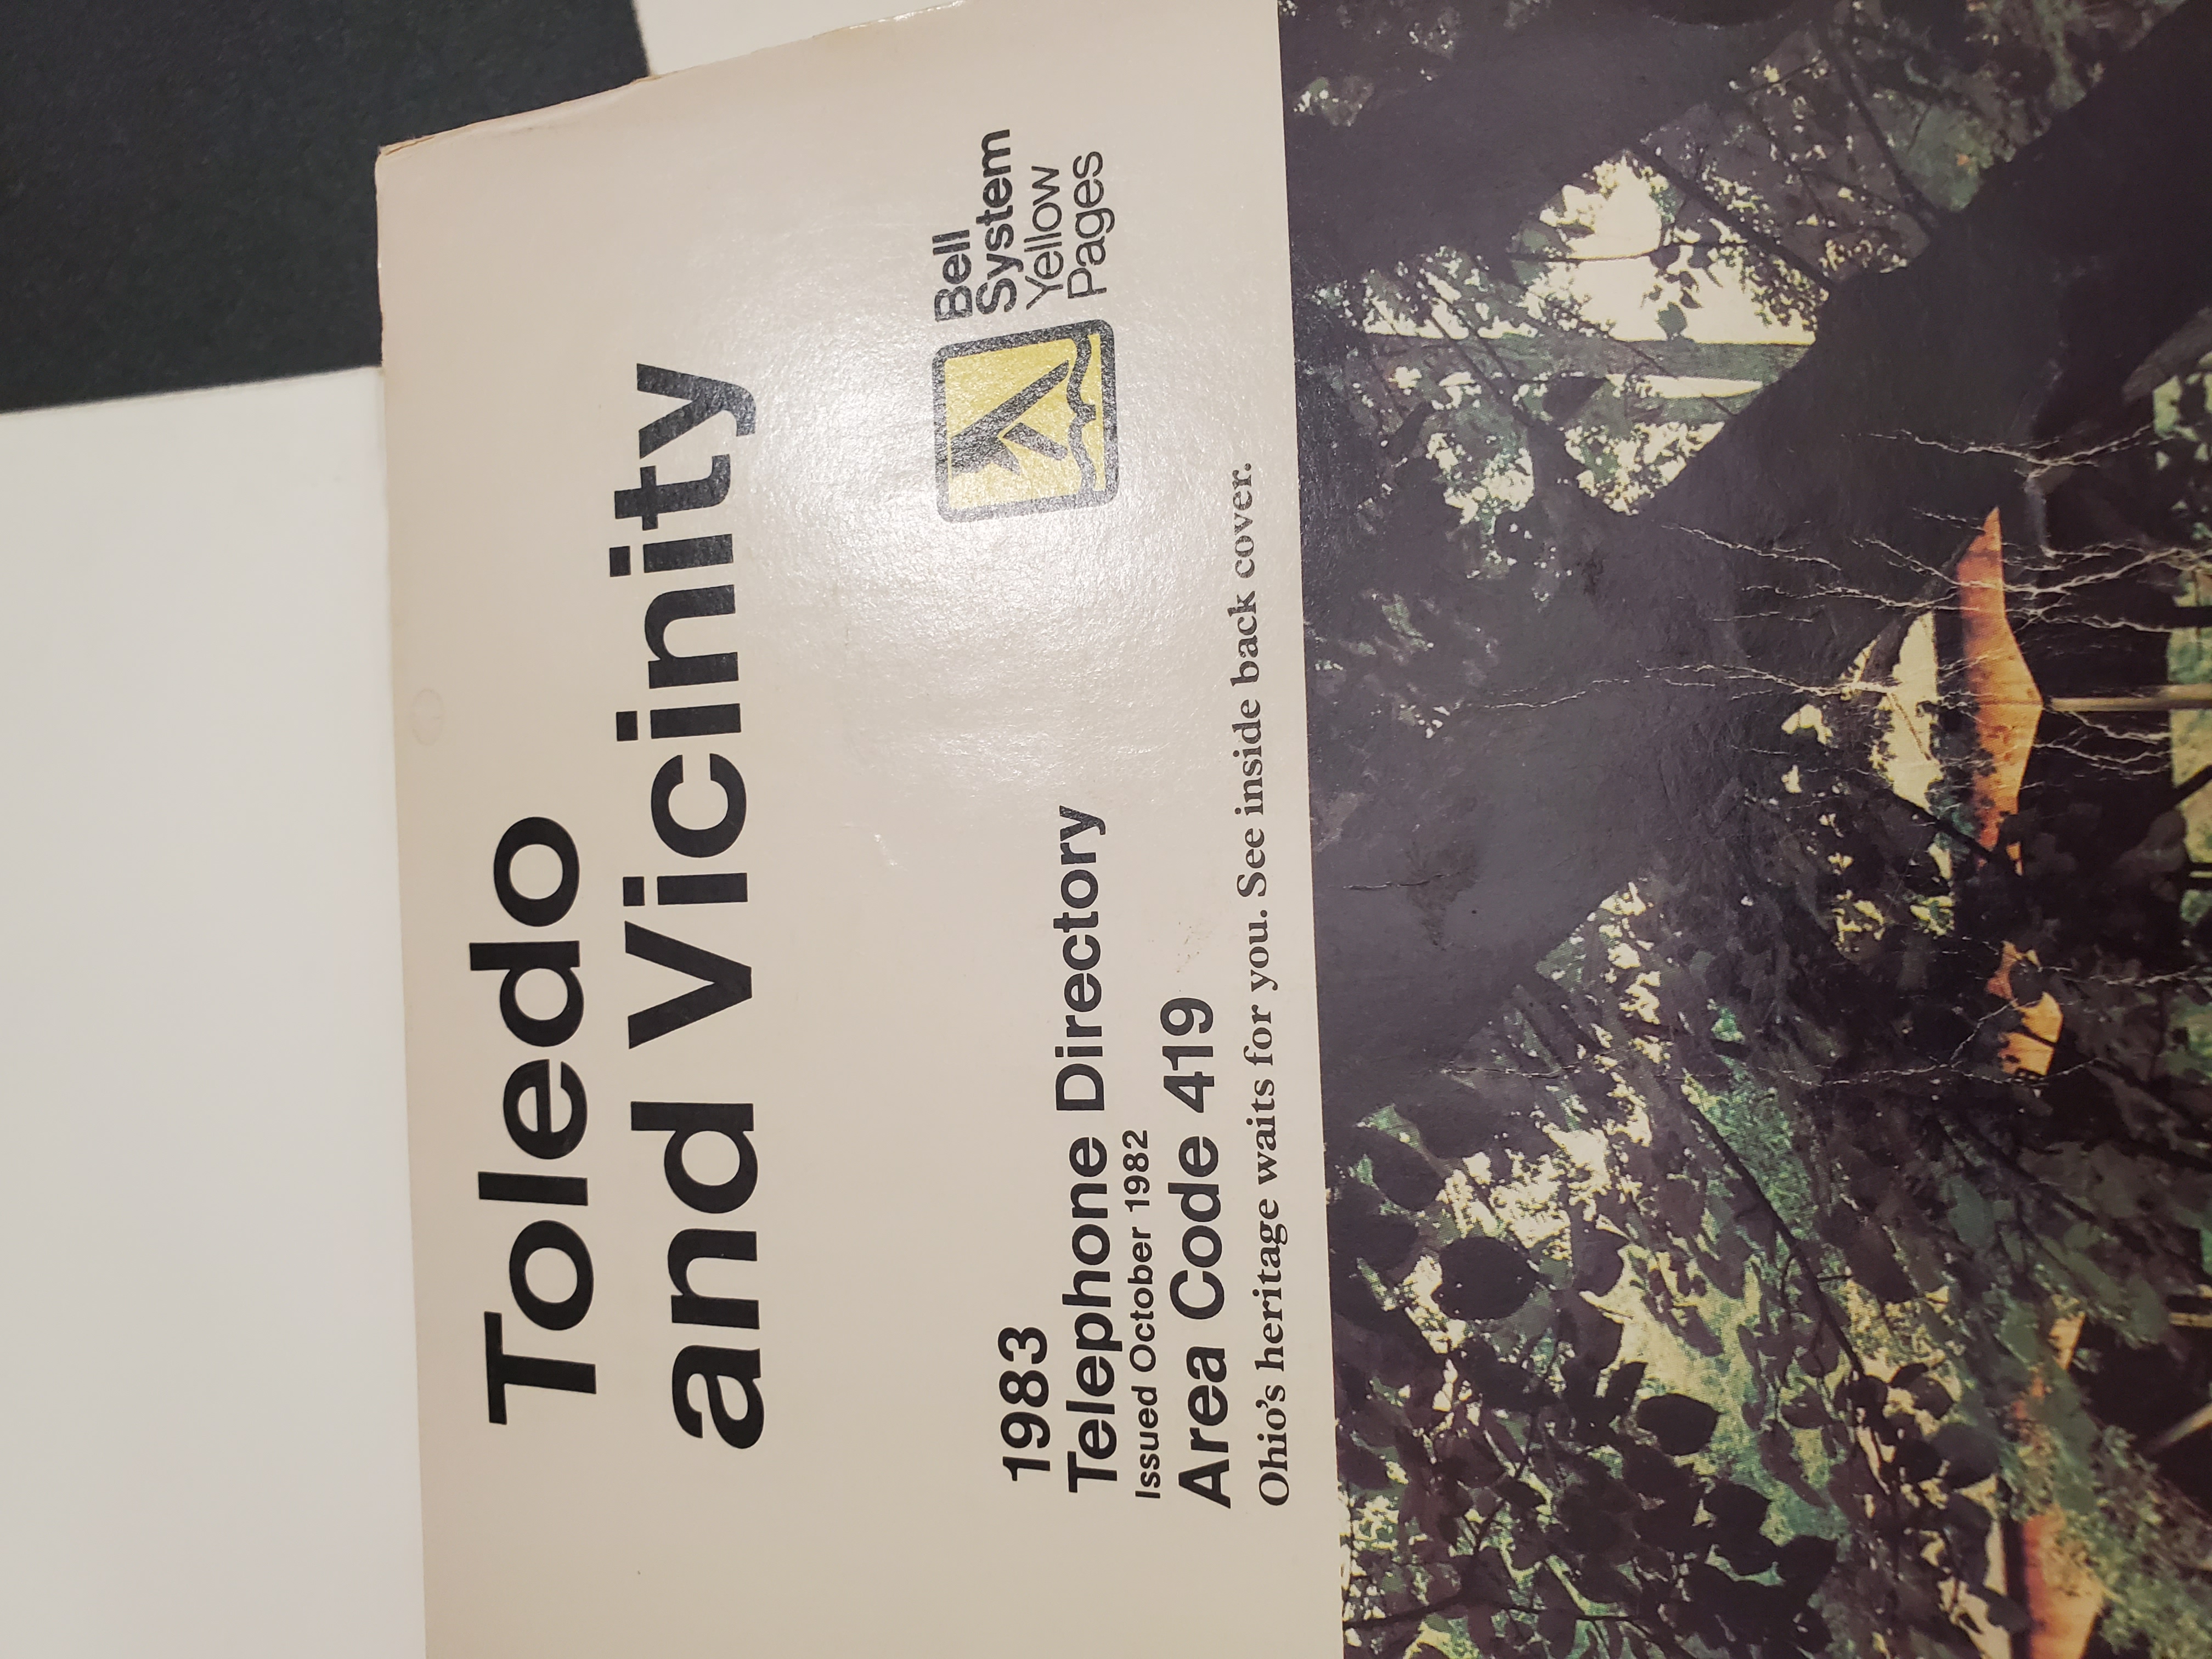 Toledo
and Vicinity
Bell
System
Yellow
Pages
1983
Telephone Directory
Issued October 1982
Area Code 419
Ohio's heritage waits for you. See inside back cover.